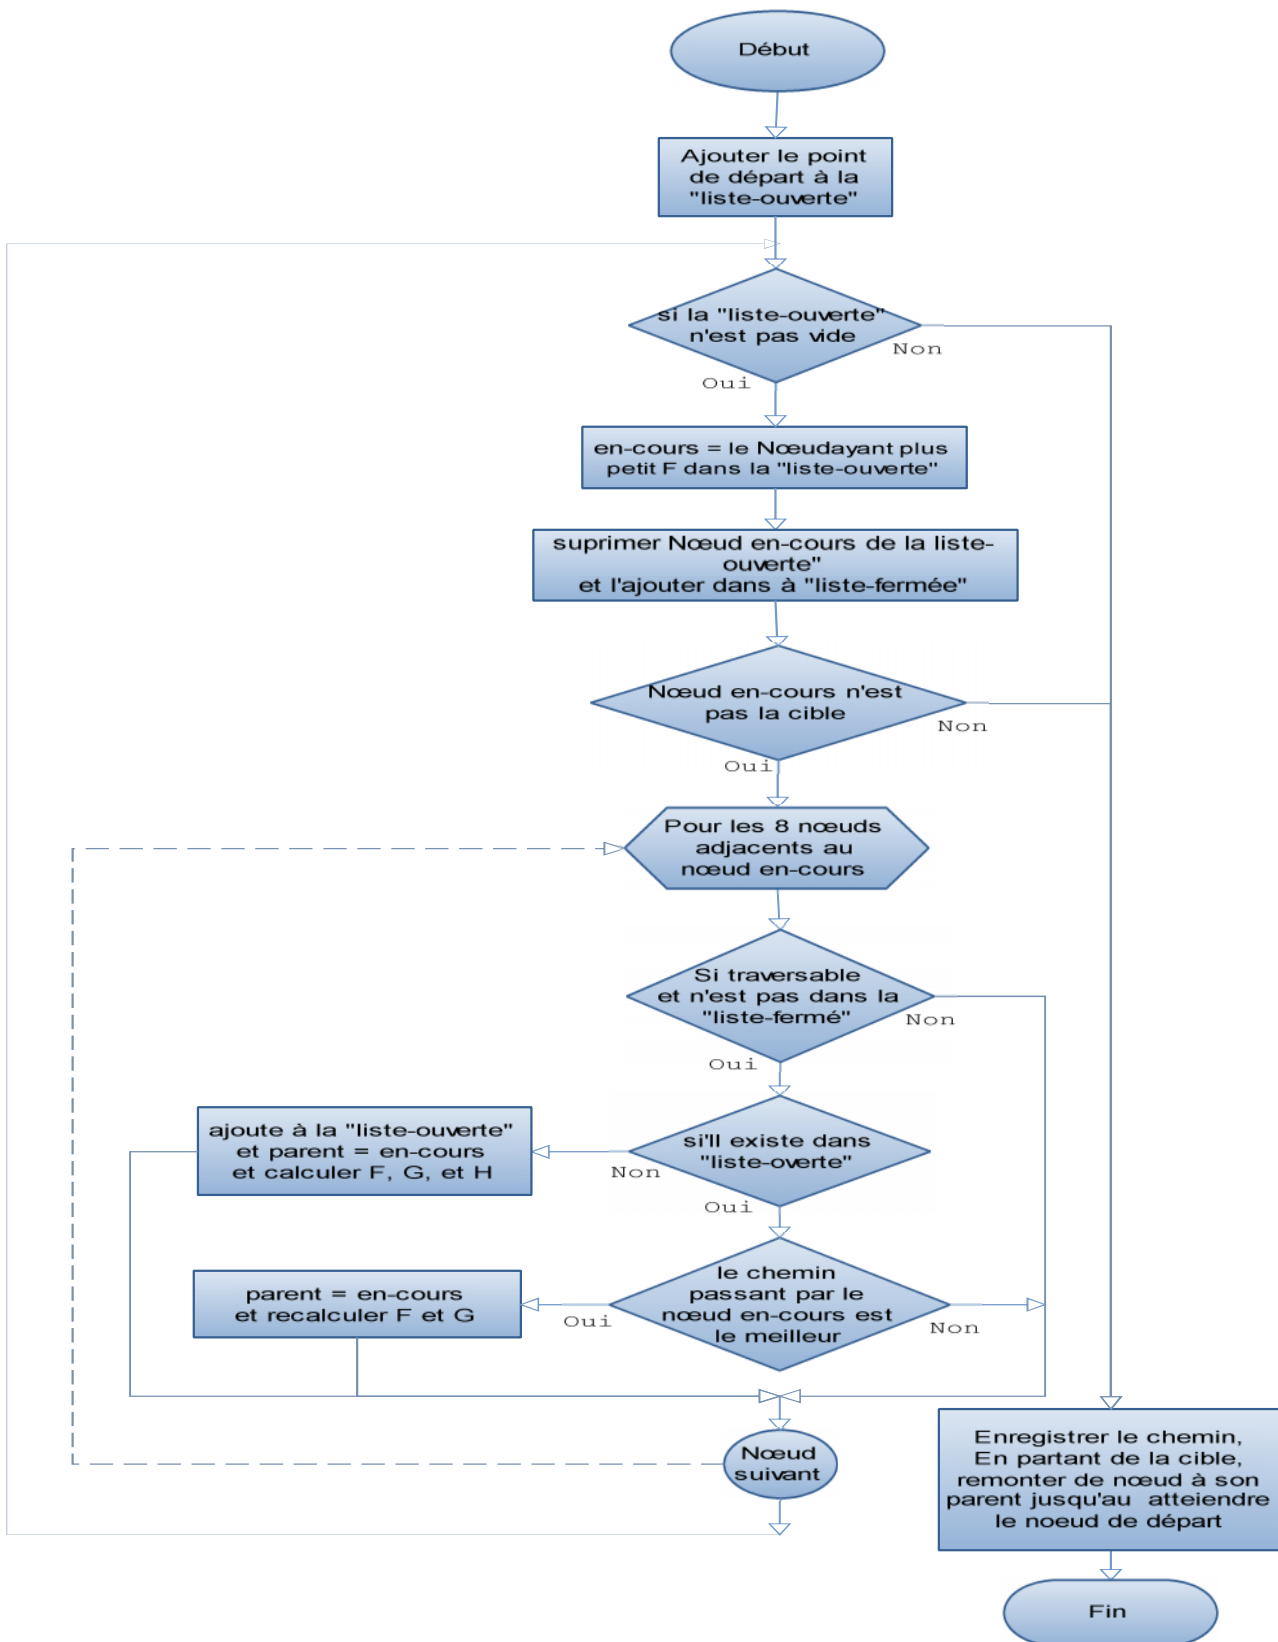 Début
Ajouter le point
de départ à la
"liste-ouverte"
si la "liste-ouverte"
n'est pas vide
Non
Oui
en-cours = le Nœudayant plus
petit F dans la "liste-ouverte"
suprimer Nœud en-cours de la liste-
ouverte"
et l'ajouter dans à "liste-fermée"
Nœud en-cours n'est
pas la cible
Non
Oui
Pour les 8 nœuds
adjacents au
nœud en-cours
Si traversable
et n'est pas dans la
"liste-fermé"
Non
Oui
ajoute à la "liste-ouverte"
et parent = en-cours
et calculer F, G, et H
si'll existe dans
"liste-overte"
Non
Oui
parent = en-cours
et recalculer F et G
le chemin
passant par le
nœud en-cours est
le meilleur
Oui
Non
Nœud
suivant
Enregistrer le chemin,
En partant de la cible,
remonter de nœud à son
parent jusqu'au atteiendre
le noeud de départ
Fin